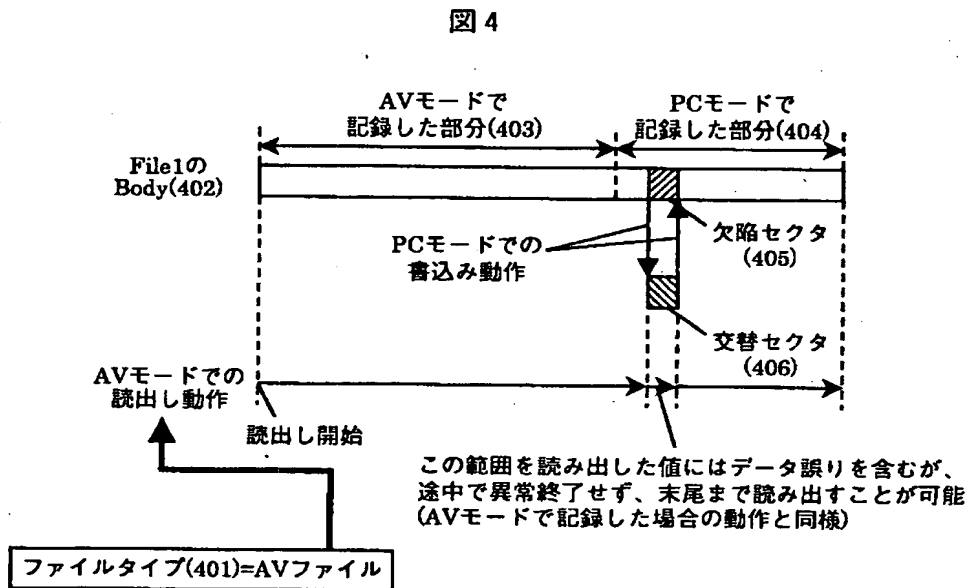 図4
AVモードで
記録した部分(403)
PCモードで
記録した部分(404)
File1の
Body(402)
PCモードでの
書込み動作
欠陥セクタ
(405)
交替セクタ
(406)
AVモードでの
読出し動作
読出し開始
この範囲を読み出した値にはデータ誤りを含むが、
途中で異常終了せず、末尾まで読み出すことが可能
(AVモードで記録した場合の動作と同様)
ファイルタイプ(401)=AVファイル